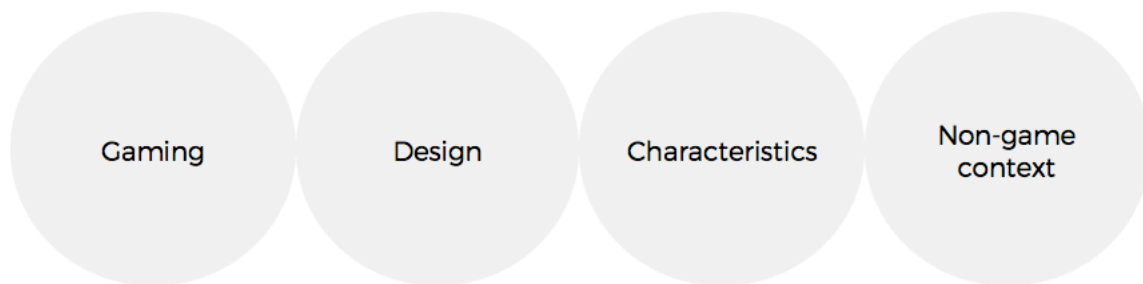 Gaming
Design
Characteristics
Non-game
context